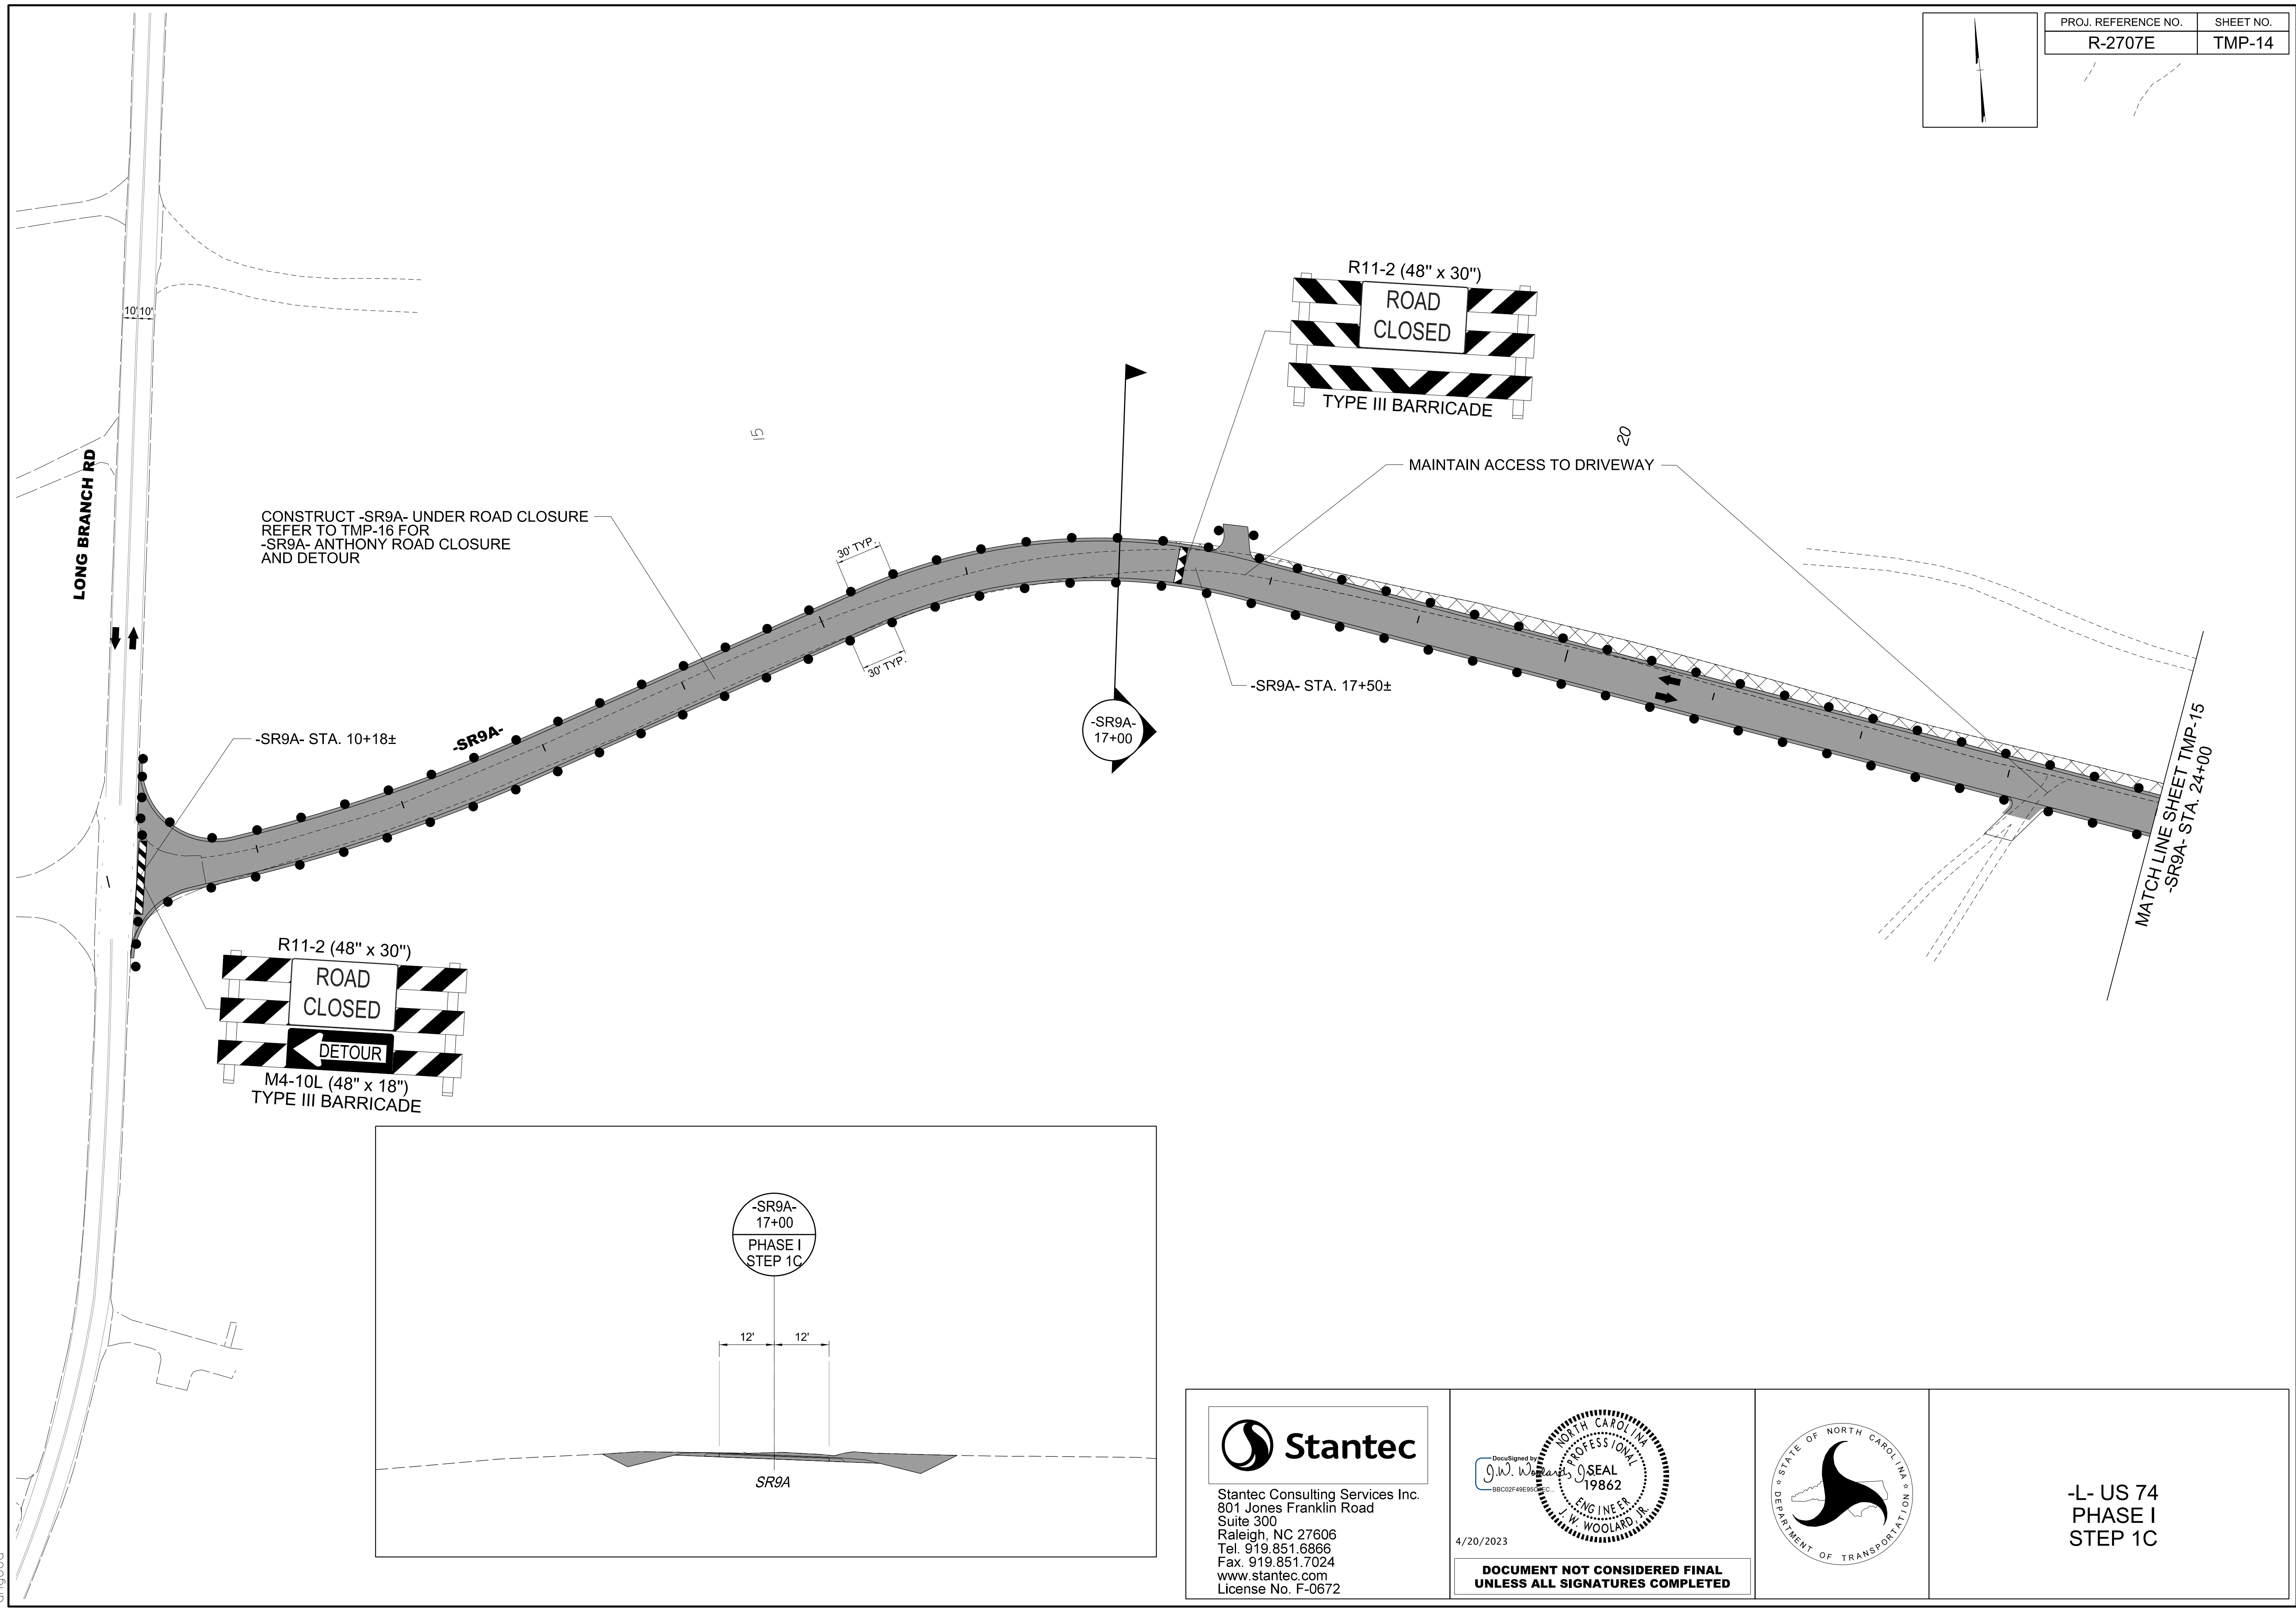 PROJ. REFERENCE NO.
SHEET NO.
R-2707E
TMP-14
10' 10'
LONG BRANCH RD
R11-2 (48" x 30")
ROAD
CLOSED
TYPE III BARRICADE
15
20
MAINTAIN ACCESS TO DRIVEWAY
CONSTRUCT -SR9A- UNDER ROAD CLOSURE
REFER TO TMP-16 FOR
-SR9A- ANTHONY ROAD CLOSURE
AND DETOUR
30' TYP.
30' TYP.
-SR9A- STA. 17+50±
-SR9A-
17+00
-SR9A-
-SR9A- STA. 10+18±
MATCH LINE SHEET TMP-15
-SR9A- STA. 24+00
R11-2 (48" x 30")
ROAD
CLOSED
DETOUR
M4-10L (48" x 18")
TYPE III BARRICADE
-SR9A-
17+00
PHASE I
STEP 1C
12' 12'
SR9A
Stantec
Stantec Consulting Services Inc.
801 Jones Franklin Road
Suite 300
Raleigh, NC 27606
Tel. 919.851.6866
Fax. 919.851.7024
www.stantec.com
License No. F-0672
DocuSigned by:
J.W. Woolard, Jr.
NORTH CAROLINA
PROFESSIONAL
SEAL
19862
ENGINEER
J. W. WOOLARD, JR.
4/20/2023
DOCUMENT NOT CONSIDERED FINAL
UNLESS ALL SIGNATURES COMPLETED
STATE OF NORTH CAROLINA
DEPARTMENT OF TRANSPORTATION
-L- US 74
PHASE I
STEP 1C